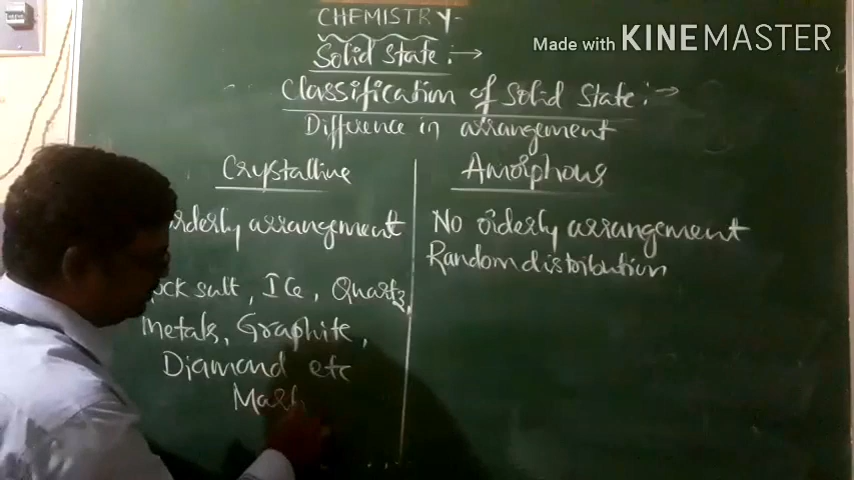 CHEMISTRY-
Made with KINEMASTER
Solid State :→
Classification of Solid State :→
Difference in arrangement
Crystalline
orderly arrangement
ock salt, ICe, Quartz,
Metals, Graphite,
Diamond etc
Amorphous
No orderly arrangement
Random distribution